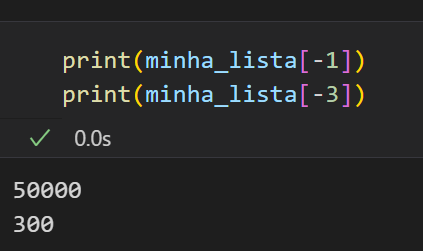 print(minha_lista[-1])
print(minha_lista[-3])
✓ 0.0s
50000
300